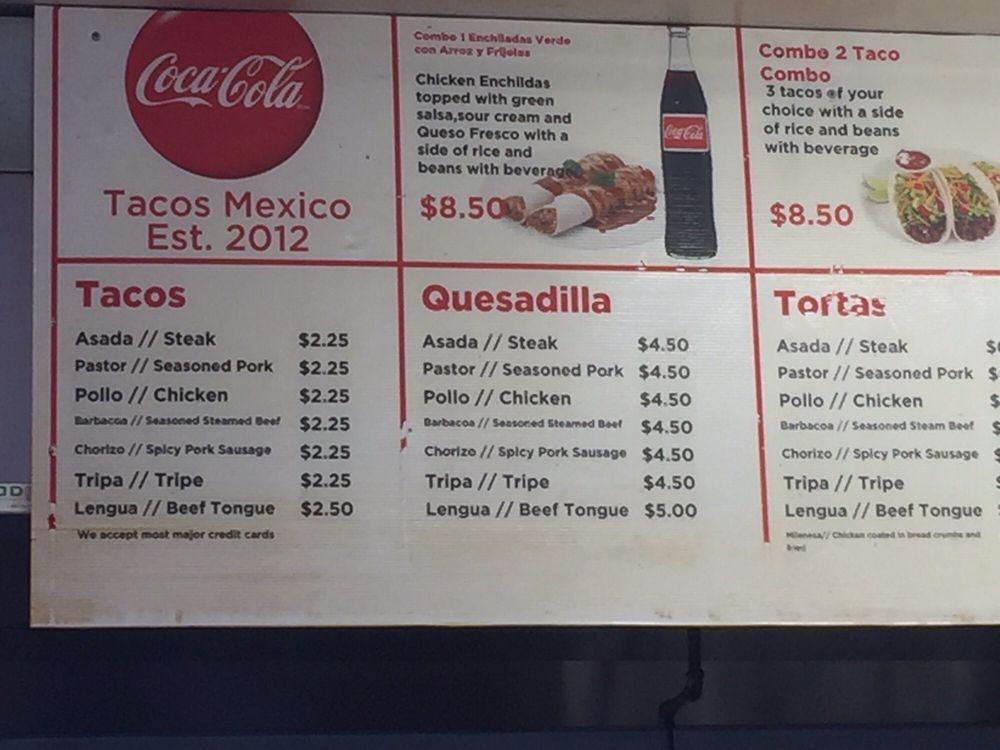 Coca-Cola
Tacos Mexico
Est. 2012
Combo 1 Enchiladas Verde
con Arroz y Frijoles
Chicken Enchildas
topped with green
salsa,sour cream and
Queso Fresco with a
side of rice and
beans with beverage
$8.50
Coca-Cola
Combo 2 Taco
Combo
3 tacos of your
choice with a side
of rice and beans
with beverage
$8.50
Tacos
Asada // Steak $2.25
Pastor // Seasoned Pork $2.25
Pollo // Chicken $2.25
Barbacoa // Seasoned Steamed Beef $2.25
Chorizo // Spicy Pork Sausage $2.25
Tripa // Tripe $2.25
Lengua // Beef Tongue $2.50
We accept most major credit cards
Quesadilla
Asada // Steak $4.50
Pastor // Seasoned Pork $4.50
Pollo // Chicken $4.50
Barbacoa // Seasoned Steamed Beef $4.50
Chorizo // Spicy Pork Sausage $4.50
Tripa // Tripe $4.50
Lengua // Beef Tongue $5.00
Tortas
Asada // Steak $
Pastor // Seasoned Pork $
Pollo // Chicken $
Barbacoa // Seasoned Steam Beef $
Chorizo // Spicy Pork Sausage $
Tripa // Tripe
Lengua // Beef Tongue
Milenesa// Chicken coated in bread crumbs and
fried